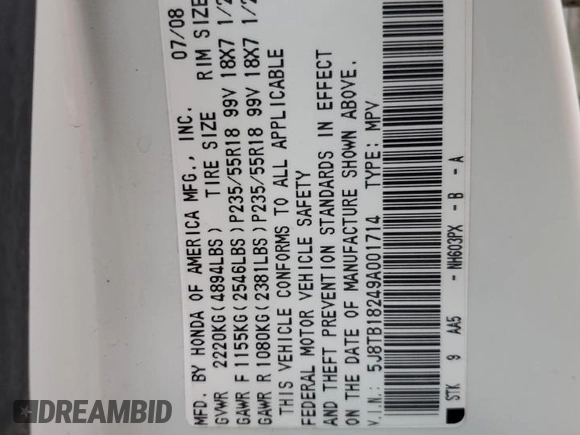 MFD. BY HONDA OF AMERICA MFG., INC. 07/08
GVWR 2220KG(4894LBS) TIRE SIZE RIM SIZE
GAWR F 1155KG(2546LBS)P235/55R18 99V 18X7 1/2
GAWR R 1080KG(2381LBS)P235/55R18 99V 18X7 1/2
THIS VEHICLE CONFORMS TO ALL APPLICABLE
FEDERAL MOTOR VEHICLE SAFETY
AND THEFT PREVENTION STANDARDS IN EFFECT
ON THE DATE OF MANUFACTURE SHOWN ABOVE.
V.I.N.: 5J8TB18249A001714 TYPE: MPV
STK 9 AA5 - NH603PX - B - A
DREAMBID